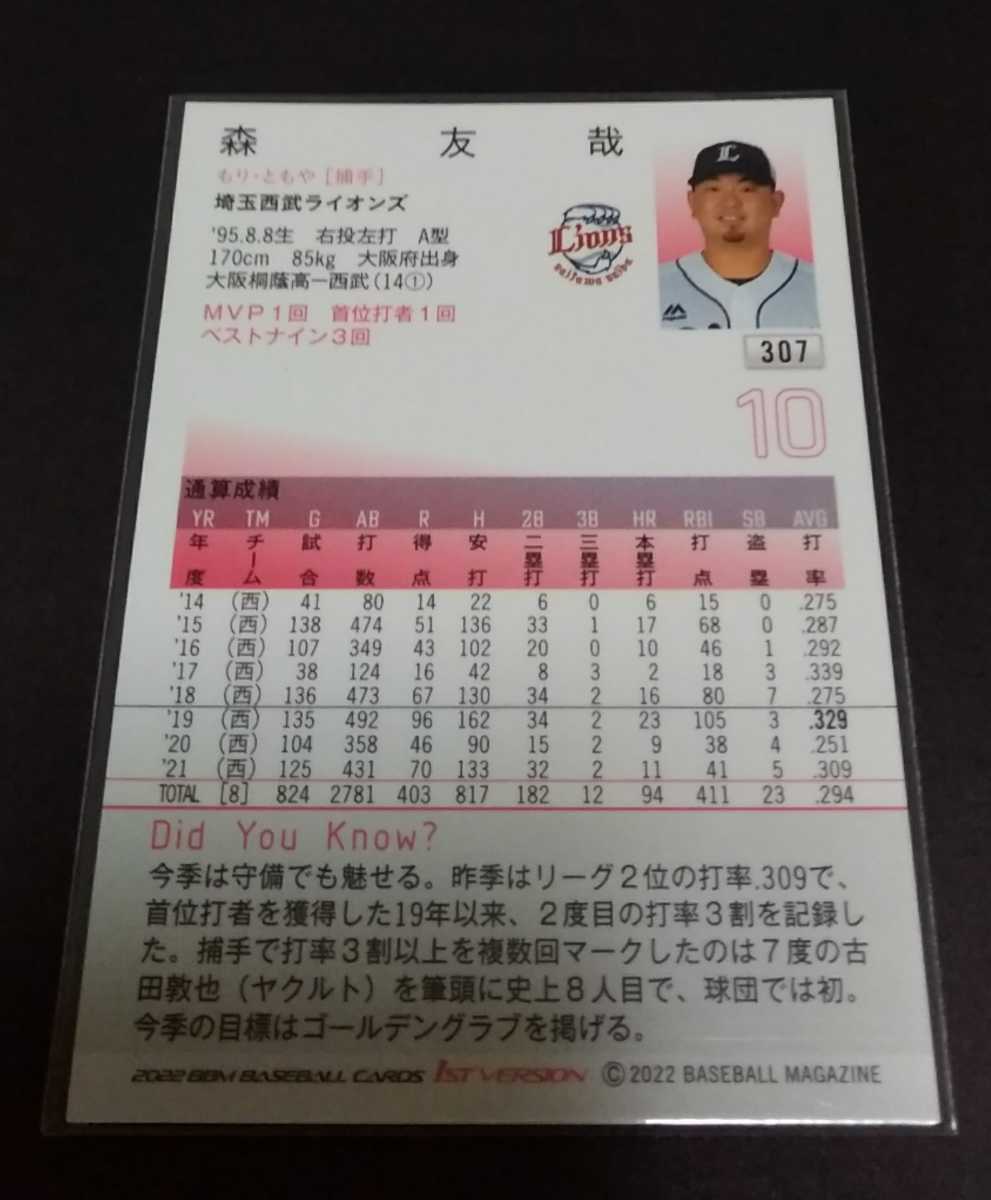 森 友 哉
もり・ともや［捕手］
埼玉西武ライオンズ
'95.8.8生 右投左打 A型
170cm 85kg 大阪府出身
大阪桐蔭高－西武(14①)
MVP1回 首位打者1回
ベストナイン3回
L
Lions
saitama seibu
307
10
通算成績
YR TM G AB R H 2B 3B HR RBI SB AVG
年度 チーム 試合 打数 得点 安打 二塁打 三塁打 本塁打 打点 盗塁 打率
'14 (西) 41 80 14 22 6 0 6 15 0 .275
'15 (西) 138 474 51 136 33 1 17 68 0 .287
'16 (西) 107 349 43 102 20 0 10 46 1 .292
'17 (西) 38 124 16 42 8 3 2 18 3 .339
'18 (西) 136 473 67 130 34 2 16 80 7 .275
'19 (西) 135 492 96 162 34 2 23 105 3 .329
'20 (西) 104 358 46 90 15 2 9 38 4 .251
'21 (西) 125 431 70 133 32 2 11 41 5 .309
TOTAL [8] 824 2781 403 817 182 12 94 411 23 .294
Did You Know?
今季は守備でも魅せる。昨季はリーグ2位の打率.309で、
首位打者を獲得した19年以来、2度目の打率3割を記録し
た。捕手で打率3割以上を複数回マークしたのは7度の古
田敦也（ヤクルト）を筆頭に史上8人目で、球団では初。
今季の目標はゴールデングラブを掲げる。
2022 BBM BASEBALL CARDS 1ST VERSION ©2022 BASEBALL MAGAZINE